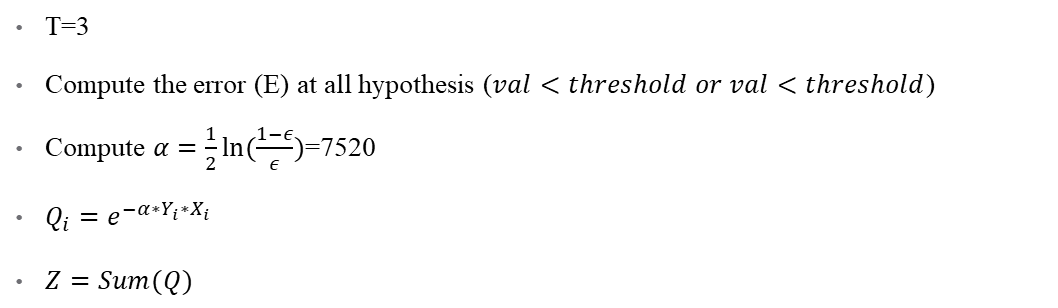 • T=3
• Compute the error (E) at all hypothesis (val < threshold or val < threshold)
• Compute α = 1/2 ln((1−ϵ)/ϵ)=7520
• Qᵢ = e^(−α∗Yᵢ∗Xᵢ)
• Z = Sum(Q)